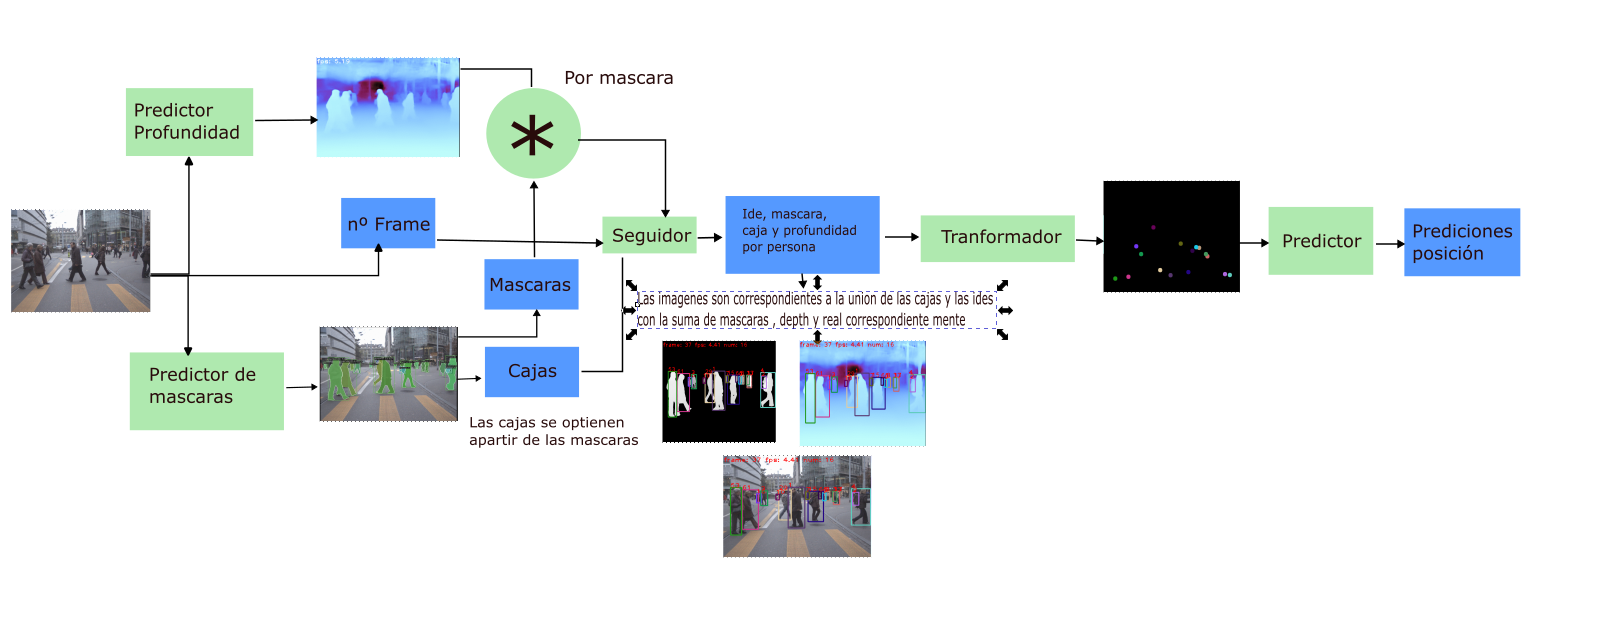 fps: 5.15
Por mascara
Predictor
Profundidad
*
nº Frame
Seguidor
Ide, mascara,
caja y profundidad
por persona
Tranformador
Predictor
Prediciones
posición
Mascaras
Las imagenes son correspondientes a la union de las cajas y las ides
con la suma de mascaras , depth y real correspondiente mente
Predictor de
mascaras
Cajas
Las cajas se optienen
apartir de las mascaras
frame: 37 fps: 4.41 num: 16
frame: 37 fps: 4.41 num: 16
frame: 37 fps: 4.41 num: 16